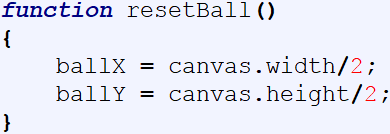 function resetBall()
{
    ballX = canvas.width/2;
    ballY = canvas.height/2;
}